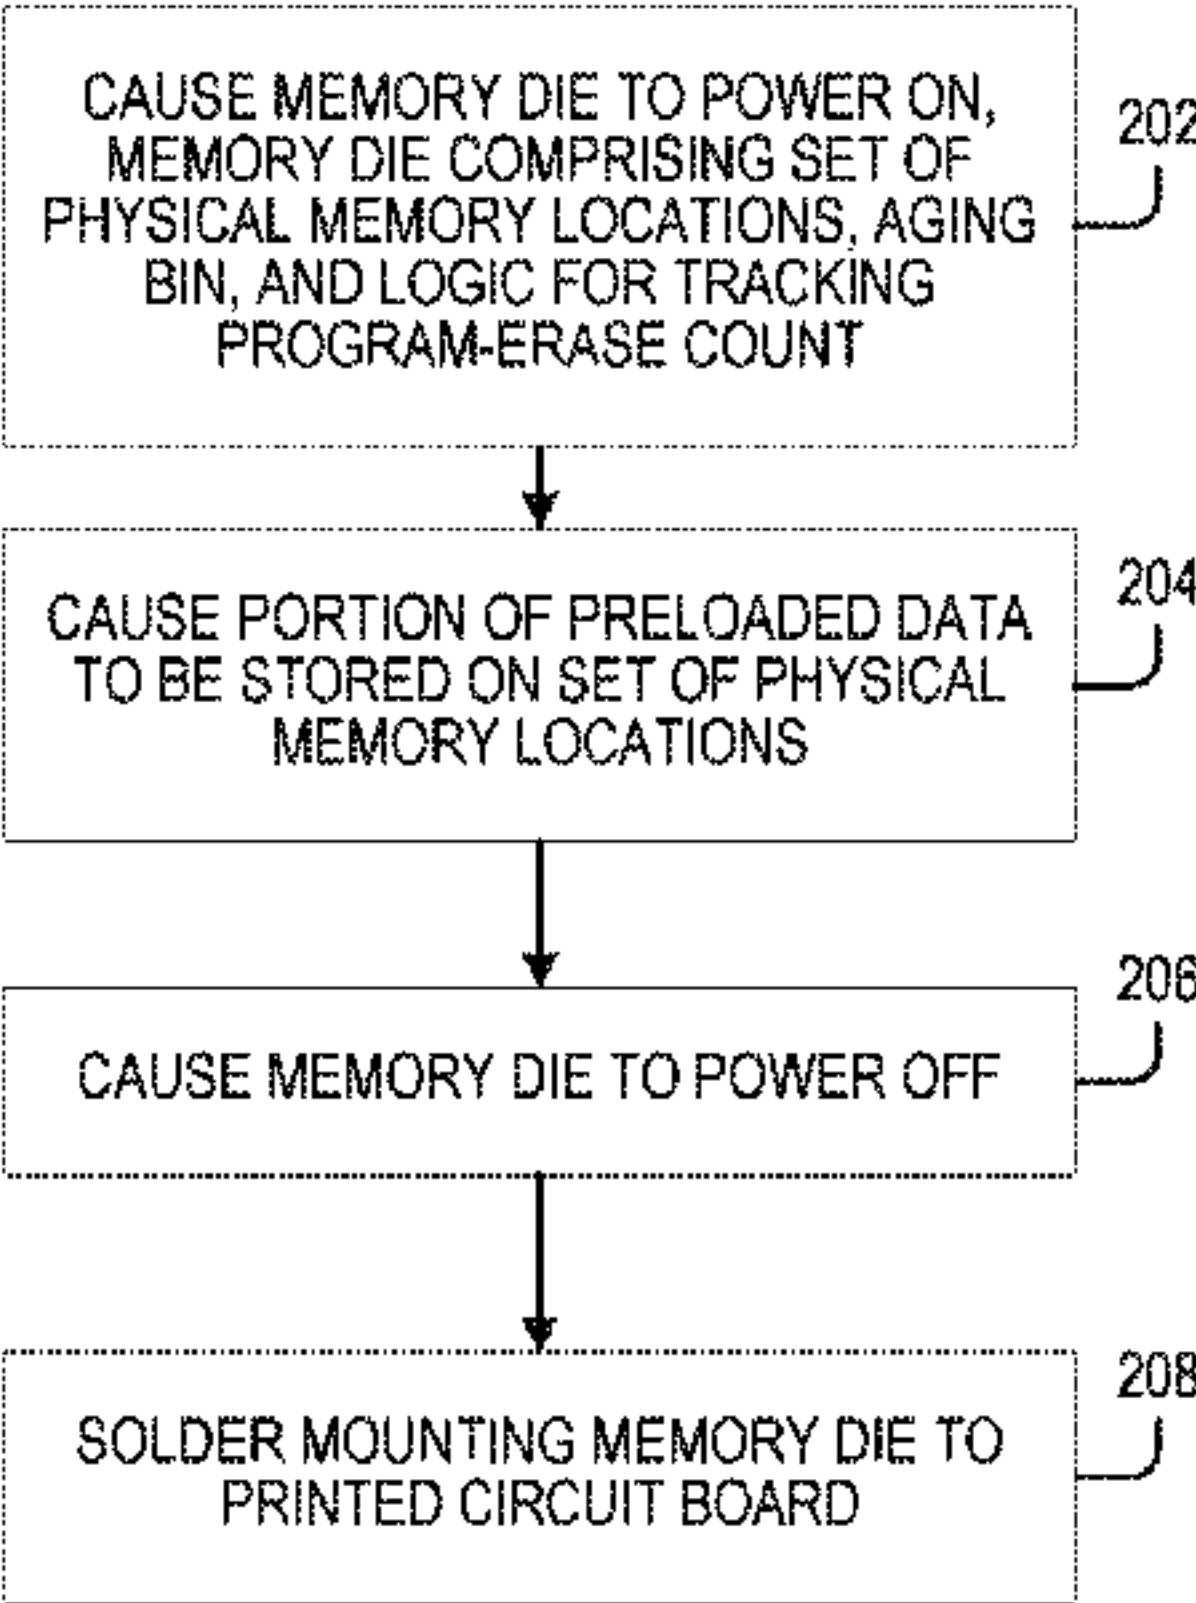 CAUSE MEMORY DIE TO POWER ON,
MEMORY DIE COMPRISING SET OF
PHYSICAL MEMORY LOCATIONS, AGING
BIN, AND LOGIC FOR TRACKING
PROGRAM-ERASE COUNT
202
CAUSE PORTION OF PRELOADED DATA
TO BE STORED ON SET OF PHYSICAL
MEMORY LOCATIONS
204
CAUSE MEMORY DIE TO POWER OFF
206
SOLDER MOUNTING MEMORY DIE TO
PRINTED CIRCUIT BOARD
208